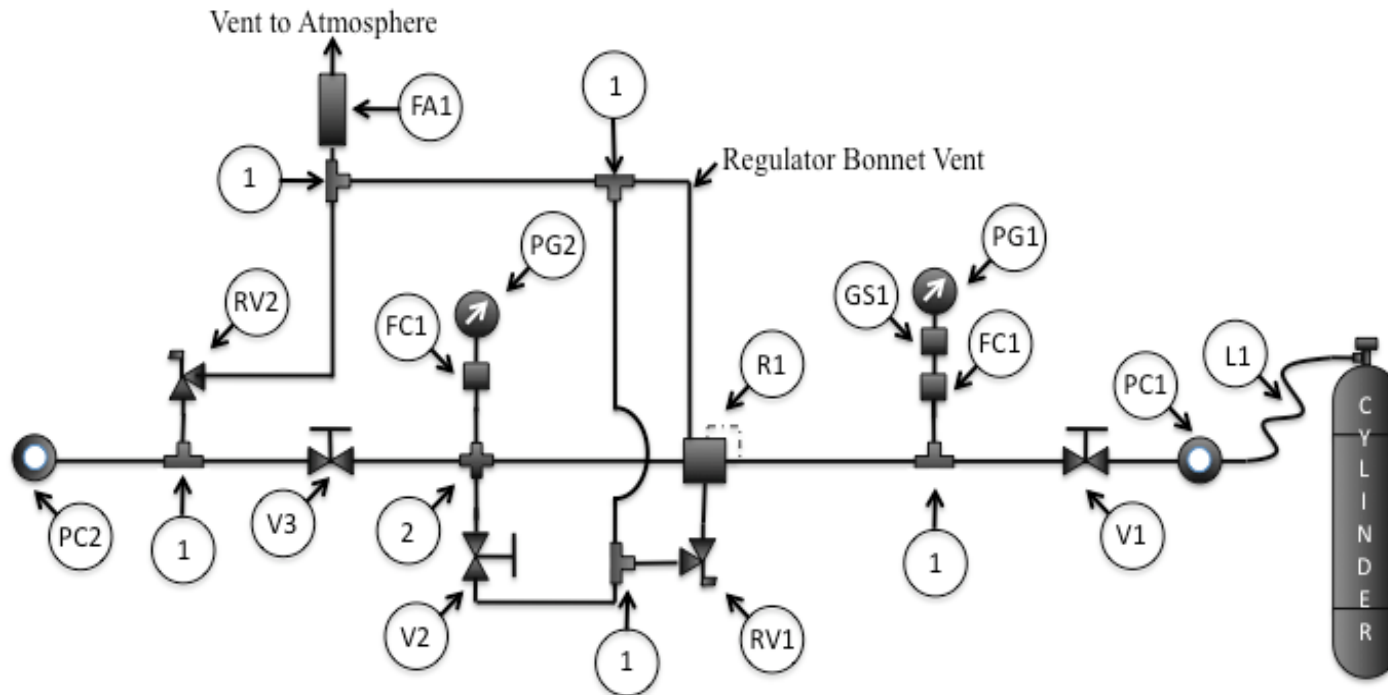 Vent to Atmosphere
FA1
1
1
Regulator Bonnet Vent
PG2
PG1
RV2
GS1
FC1
FC1
R1
L1
PC1
CYLINDER
PC2
1
V3
2
V2
1
RV1
1
V1